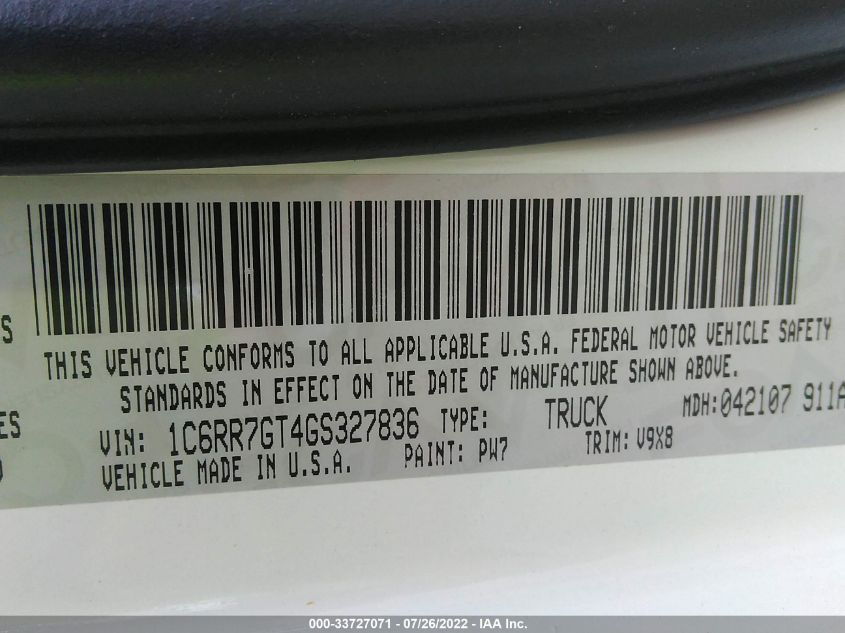 S
THIS VEHICLE CONFORMS TO ALL APPLICABLE U.S.A. FEDERAL MOTOR VEHICLE SAFETY
STANDARDS IN EFFECT ON THE DATE OF MANUFACTURE SHOWN ABOVE.
ES
VIN: 1C6RR7GT4GS327836 TYPE: TRUCK MDH:042107 911A
VEHICLE MADE IN U.S.A. PAINT: PW7 TRIM: V9X8
000-33727071 / 07/26/2022 - IAA Inc.